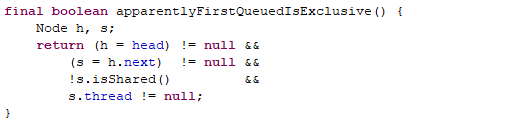 final boolean apparentlyFirstQueuedIsExclusive() {
    Node h, s;
    return (h = head) != null &&
        (s = h.next)  != null &&
        !s.isShared()         &&
        s.thread != null;
}